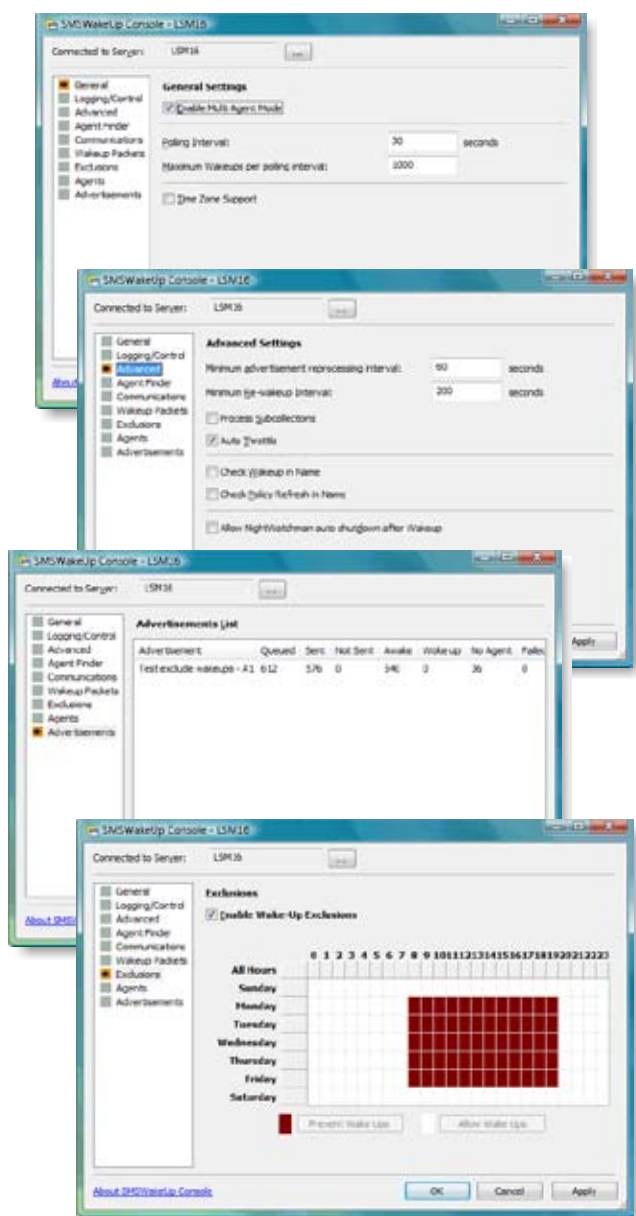 SMSWakeUp Console - LSM16
Connected to Server: LSM16 ...
General
Logging/Control
Advanced
Agent Finder
Communications
Wakeup Packets
Exclusions
Agents
Advertisements
General Settings
Enable Multi Agent Mode
Polling Interval: 30 seconds
Maximum Wakeups per polling interval: 1000
Time Zone Support
About
SMSWakeUp Console - LSM16
Connected to Server: LSM16 ...
General
Logging/Control
Advanced
Agent Finder
Communications
Wakeup Packets
Exclusions
Agents
Advertisements
Advanced Settings
Minimum advertisement reprocessing interval: 60 seconds
Minimum Re-wakeup Interval: 200 seconds
Process Subcollections
Auto Throttle
Check Wakeup in Name
Check Policy Refresh in Name
Allow NightWatchman auto shutdown after Wakeup
Apply
SMSWakeUp Console - LSM16
Connected to Server: LSM16 ...
General
Logging/Control
Advanced
Agent Finder
Communications
Wakeup Packets
Exclusions
Agents
Advertisements
Advertisements List
Advertisement Queued Sent Not Sent Awake Woke up No Agent Failed
Test exclude wakeups - A1 612 576 0 540 0 36 0
About SMSW
SMSWakeUp Console - LSM16
Connected to Server: LSM16 ...
General
Logging/Control
Advanced
Agent Finder
Communications
Wakeup Packets
Exclusions
Agents
Advertisements
Exclusions
Enable Wake-Up Exclusions
0 1 2 3 4 5 6 7 8 9 10 11 12 13 14 15 16 17 18 19 20 21 22 23
All Hours
Sunday
Monday
Tuesday
Wednesday
Thursday
Friday
Saturday
Prevent Wake Ups Allow Wake Ups
About SMSWakeUp Console
OK Cancel Apply